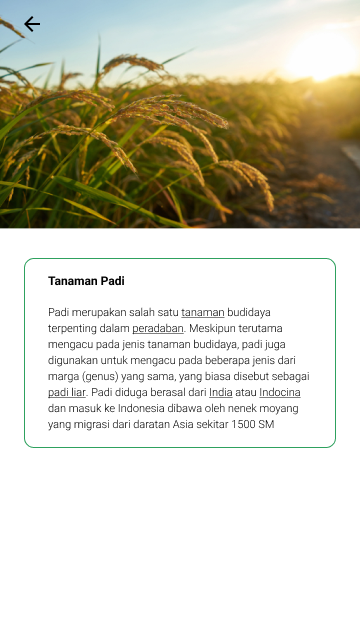 Tanaman Padi
Padi merupakan salah satu tanaman budidaya
terpenting dalam peradaban. Meskipun terutama
mengacu pada jenis tanaman budidaya, padi juga
digunakan untuk mengacu pada beberapa jenis dari
marga (genus) yang sama, yang biasa disebut sebagai
padi liar. Padi diduga berasal dari India atau Indocina
dan masuk ke Indonesia dibawa oleh nenek moyang
yang migrasi dari daratan Asia sekitar 1500 SM